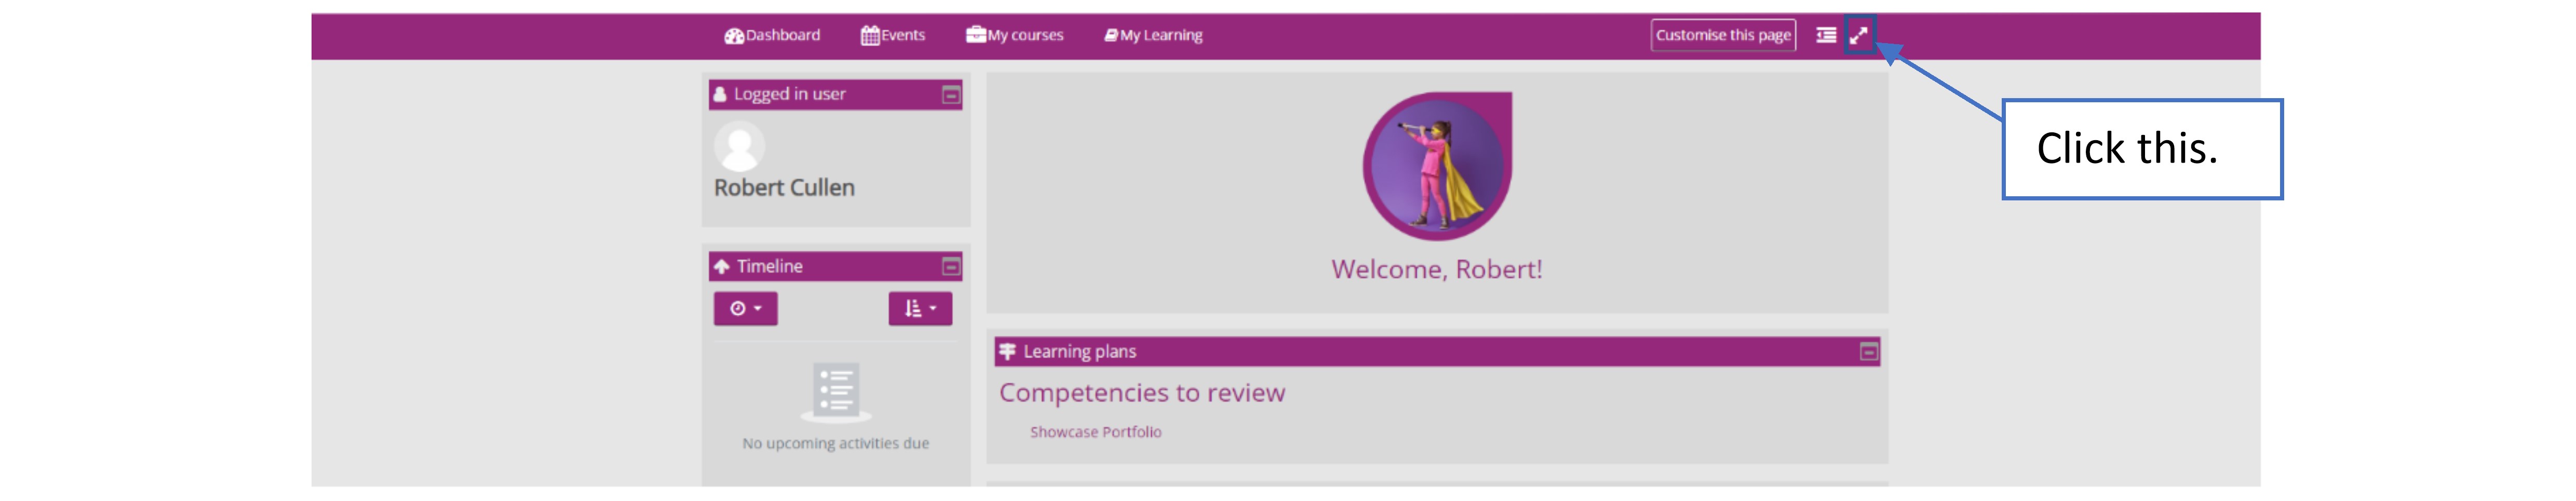 Dashboard Events My courses My Learning Customise this page
Click this.
Logged in user
Robert Cullen
Welcome, Robert!
Timeline
No upcoming activities due
Learning plans
Competencies to review
Showcase Portfolio